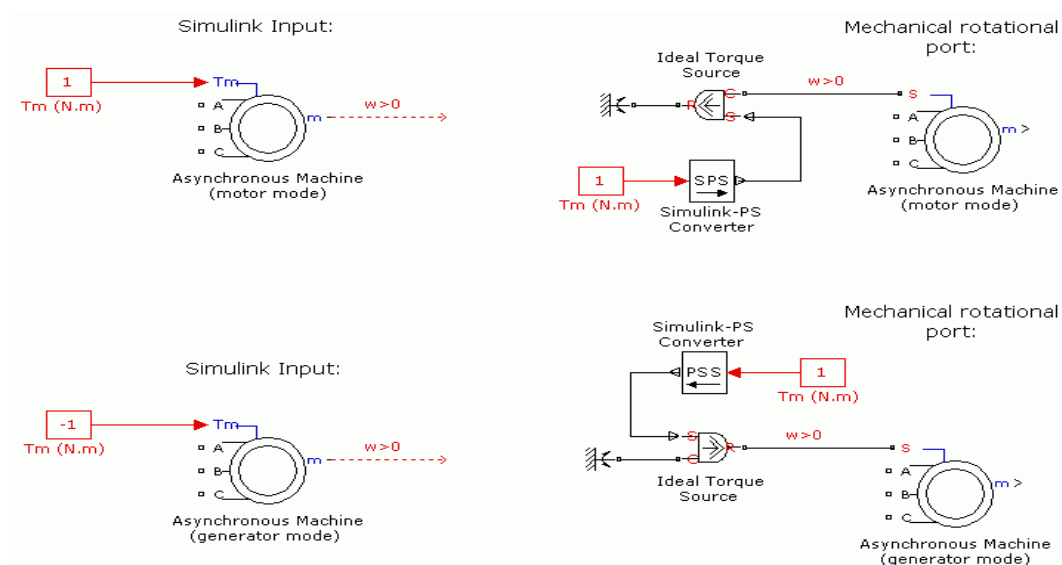 Simulink Input:
1
Tm (N.m)
Tm
A
B
C
m
w>0
Asynchronous Machine
(motor mode)
Mechanical rotational
port:
Ideal Torque
Source
R
C
S
w>0
S
A
B
C
m >
Asynchronous Machine
(motor mode)
1
Tm (N.m)
SPS
Simulink-PS
Converter
Simulink Input:
-1
Tm (N.m)
Tm
A
B
C
m
w>0
Asynchronous Machine
(generator mode)
Mechanical rotational
port:
Simulink-PS
Converter
PSS
1
Tm (N.m)
S
C
R
w>0
Ideal Torque
Source
S
A
B
C
m >
Asynchronous Machine
(generator mode)